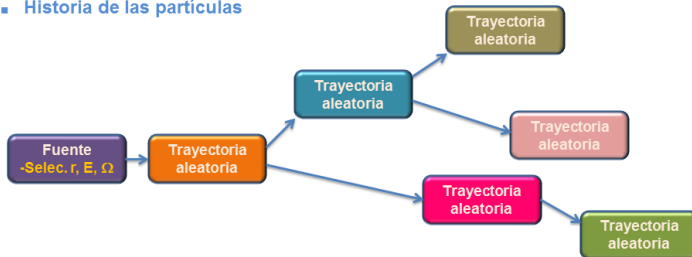 Historia de las partículas
Trayectoria
aleatoria
Trayectoria
aleatoria
Trayectoria
aleatoria
Fuente
-Selec. r, E, Ω
Trayectoria
aleatoria
Trayectoria
aleatoria
Trayectoria
aleatoria